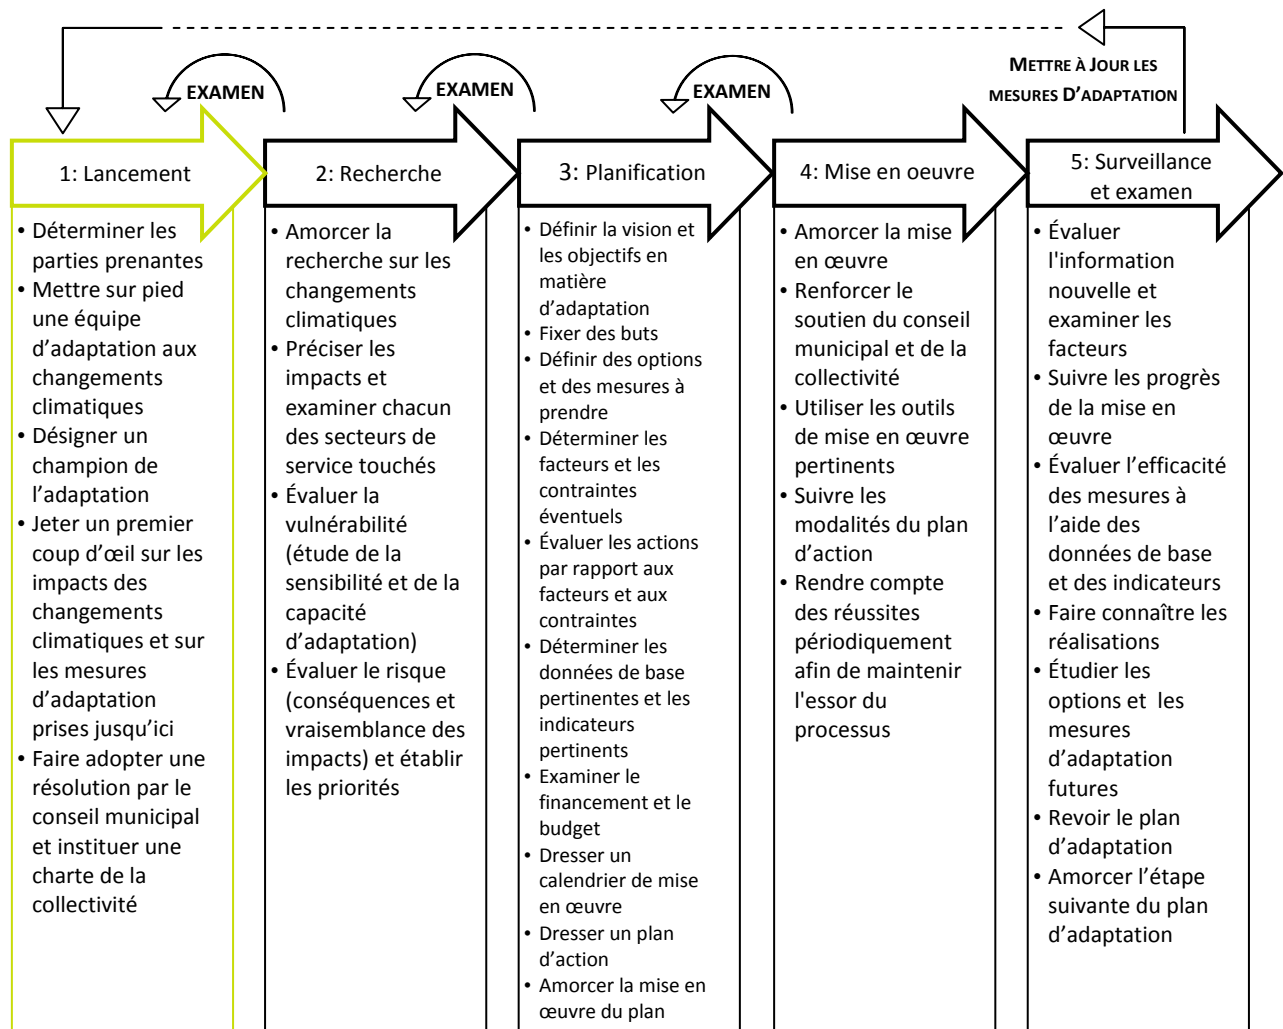 METTRE À JOUR LES
MESURES D'ADAPTATION
EXAMEN
EXAMEN
EXAMEN
1: Lancement
• Déterminer les
parties prenantes
• Mettre sur pied
une équipe
d’adaptation aux
changements
climatiques
• Désigner un
champion de
l’adaptation
• Jeter un premier
coup d’œil sur les
impacts des
changements
climatiques et sur
les mesures
d’adaptation
prises jusqu’ici
• Faire adopter une
résolution par le
conseil municipal
et instituer une
charte de la
collectivité
2: Recherche
• Amorcer la
recherche sur les
changements
climatiques
• Préciser les
impacts et
examiner chacun
des secteurs de
service touchés
• Évaluer la
vulnérabilité
(étude de la
sensibilité et de la
capacité
d’adaptation)
• Évaluer le risque
(conséquences et
vraisemblance des
impacts) et établir
les priorités
3: Planification
• Définir la vision et
les objectifs en
matière
d’adaptation
• Fixer des buts
• Définir des options
et des mesures à
prendre
• Déterminer les
facteurs et les
contraintes
éventuels
• Évaluer les actions
par rapport aux
facteurs et aux
contraintes
• Déterminer les
données de base
pertinentes et les
indicateurs
pertinents
• Examiner le
financement et le
budget
• Dresser un
calendrier de mise
en œuvre
• Dresser un plan
d’action
• Amorcer la mise en
œuvre du plan
4: Mise en oeuvre
• Amorcer la mise
en œuvre
• Renforcer le
soutien du conseil
municipal et de la
collectivité
• Utiliser les outils
de mise en œuvre
pertinents
• Suivre les
modalités du plan
d’action
• Rendre compte
des réussites
périodiquement
afin de maintenir
l'essor du
processus
5: Surveillance
et examen
• Évaluer
l'information
nouvelle et
examiner les
facteurs
• Suivre les progrès
de la mise en
œuvre
• Évaluer l’efficacité
des mesures à
l’aide des
données de base
et des indicateurs
• Faire connaître les
réalisations
• Étudier les
options et les
mesures
d’adaptation
futures
• Revoir le plan
d’adaptation
• Amorcer l’étape
suivante du plan
d’adaptation